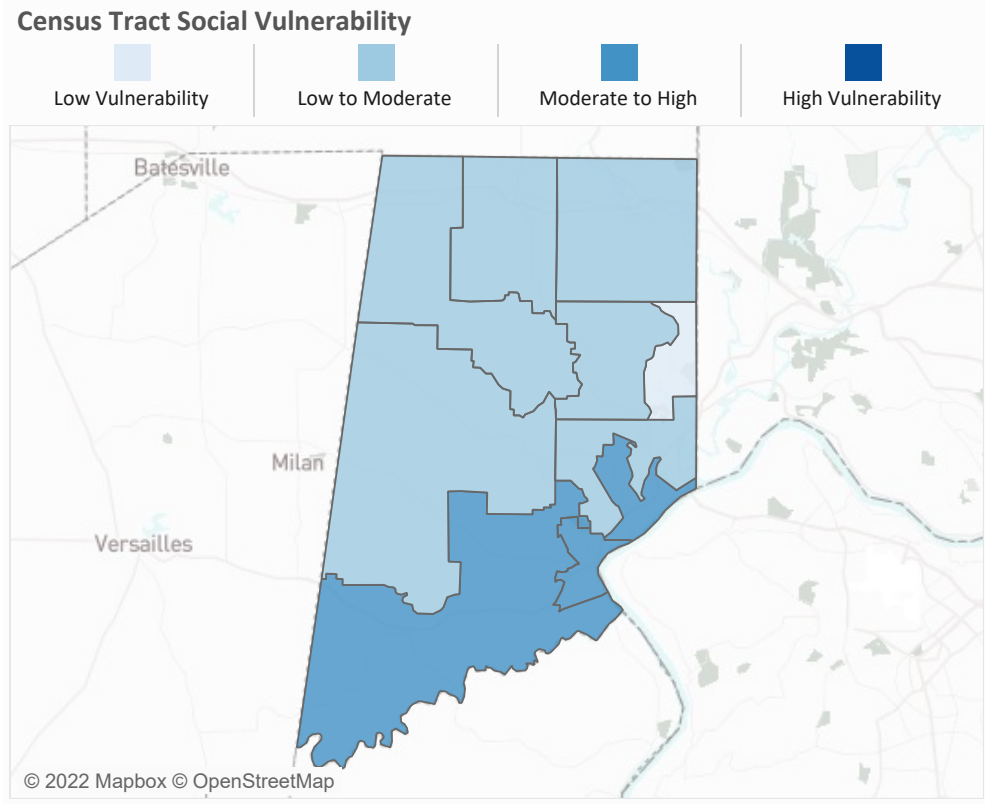 Census Tract Social Vulnerability
Low Vulnerability
Low to Moderate
Moderate to High
High Vulnerability
Batesville
Milan
Versailles
© 2022 Mapbox © OpenStreetMap